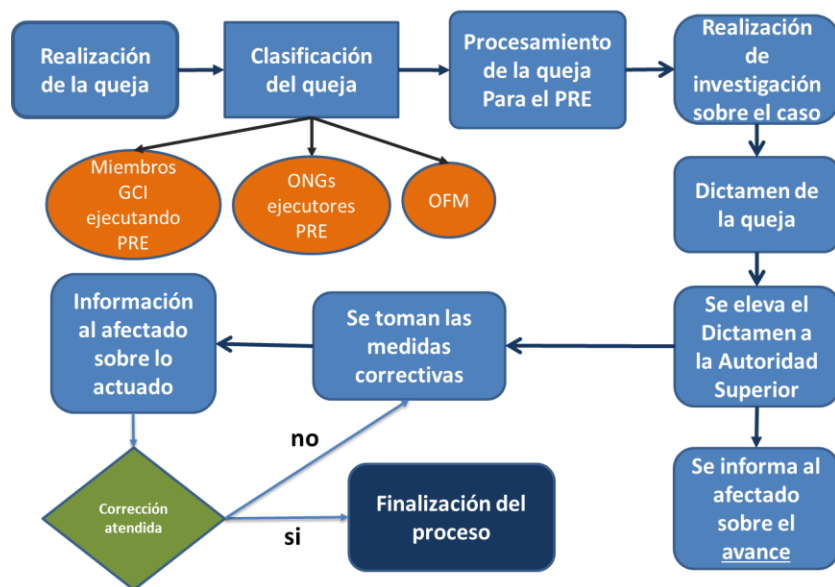 Realización
de la queja
Clasificación
del queja
Procesamiento
de la queja
Para el PRE
Realización
de
investigación
sobre el caso
Miembros
GCI
ejecutando
PRE
ONGs
ejecutores
PRE
OFM
Dictamen de
la queja
Información
al afectado
sobre lo
actuado
Se toman las
medidas
correctivas
Se eleva el
Dictamen a
la Autoridad
Superior
no
Corrección
atendida
si
Finalización del
proceso
Se informa al
afectado
sobre el
avance